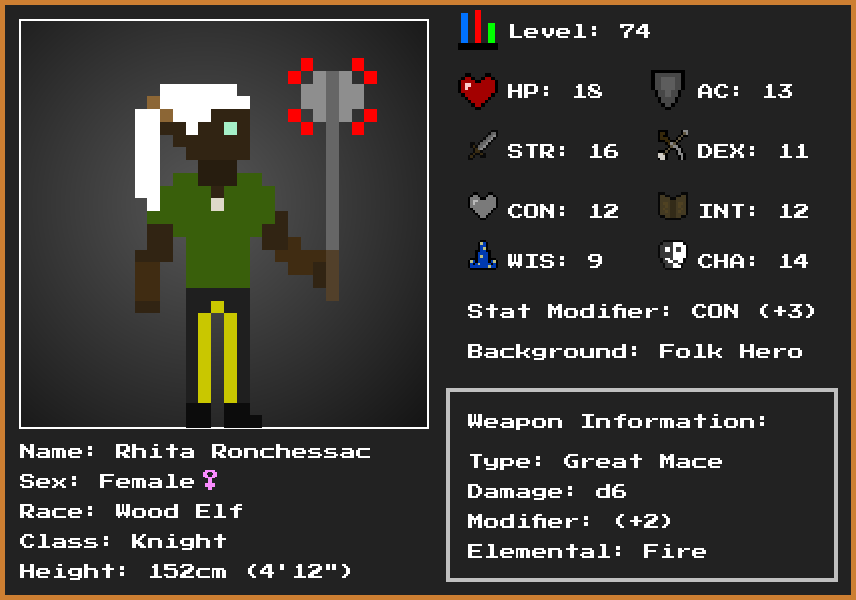 Level: 74
HP: 18 AC: 13
STR: 16 DEX: 11
CON: 12 INT: 12
WIS: 9 CHA: 14
Stat Modifier: CON (+3)
Background: Folk Hero
Weapon Information:
Type: Great Mace
Damage: d6
Modifier: (+2)
Elemental: Fire
Name: Rhita Ronchessac
Sex: Female♀
Race: Wood Elf
Class: Knight
Height: 152cm (4'12")